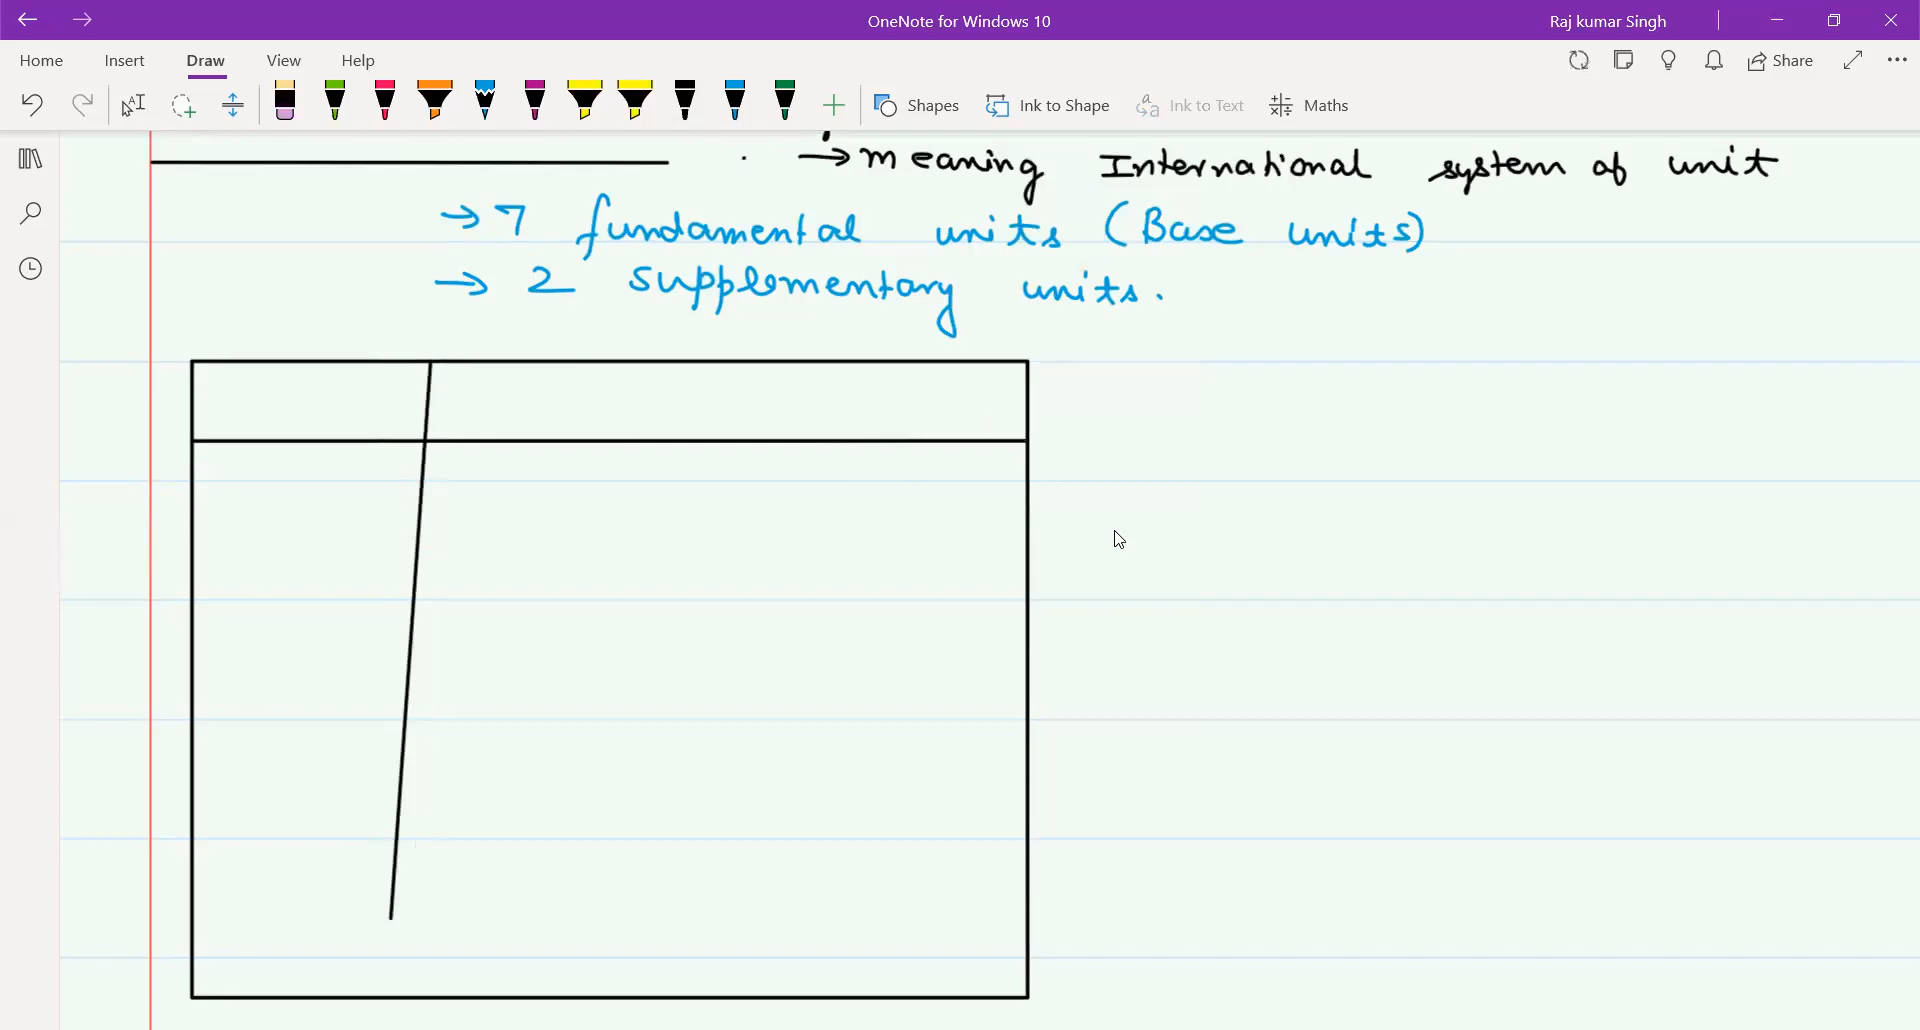 OneNote for Windows 10
Raj kumar Singh
Home Insert Draw View Help
Share
Shapes Ink to Shape Ink to Text Maths
→ meaning International system of unit
→ 7 fundamental units (Base units)
→ 2 supplementary units.